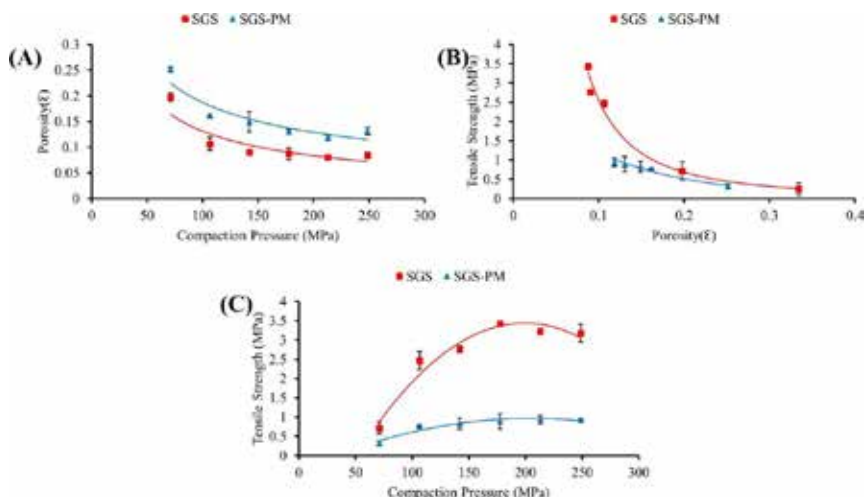 SGS SGS-PM
(A)
0.3
0.25
0.2
0.15
0.1
0.05
0
0 50 100 150 200 250 300
Porosity(Ɛ)
Compaction Pressure (MPa)
SGS SGS-PM
(B)
4
3.5
3
2.5
2
1.5
1
0.5
0
0 0.1 0.2 0.3 0.4
Tensile Strength (MPa)
Porosity(Ɛ)
SGS SGS-PM
(C)
4
3.5
3
2.5
2
1.5
1
0.5
0
0 50 100 150 200 250 300
Tensile Strength (MPa)
Compaction Pressure (MPa)